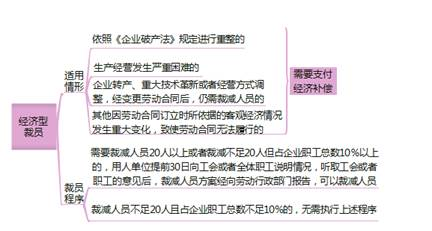 经济型
裁员
适用
情形
依照《企业破产法》规定进行重整的
生产经营发生严重困难的
企业转产、重大技术革新或者经营方式调
整，经变更劳动合同后，仍需裁减人员的
其他因劳动合同订立时所依据的客观经济情况
发生重大变化，致使劳动合同无法履行的
需要支付
经济补偿
裁员
程序
需要裁减人员20人以上或者裁减不足20人但占企业职工总数10％以上
的，用人单位提前30日向工会或者全体职工说明情况，听取工会或者
职工的意见后，裁减人员方案经向劳动行政部门报告，可以裁减人员
裁减人员不足20人且占企业职工总数不足10％的，无需执行上述程序